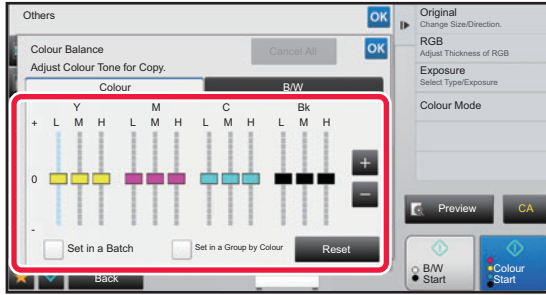 Others
OK
Colour Balance
Cancel All
OK
Adjust Colour Tone for Copy.
Colour
B/W
Y M C Bk
+ L M H L M H L M H L M H
+
0
-
-
Set in a Batch
Set in a Group by Colour
Reset
Back
Original
Change Size/Direction.
RGB
Adjust Thickness of RGB
Exposure
Select Type/Exposure
Colour Mode
Preview
CA
B/W
Start
Colour
Start